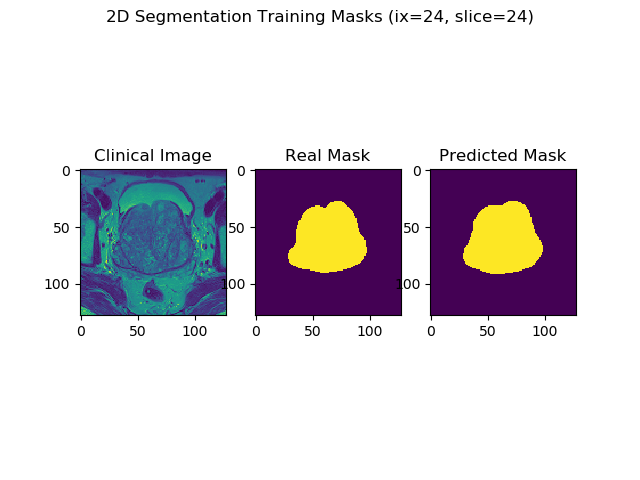 2D Segmentation Training Masks (ix=24, slice=24)
Clinical Image Real Mask Predicted Mask
0 0 0
50 50 50
100 100 100
0 50 100 0 50 100 0 50 100